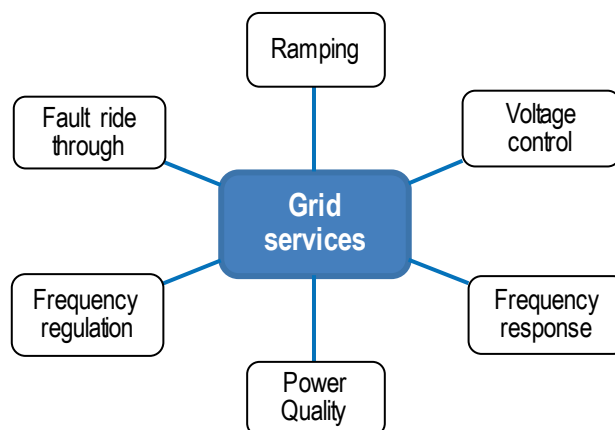 Ramping
Fault ride
through
Voltage
control
Grid
services
Frequency
regulation
Frequency
response
Power
Quality